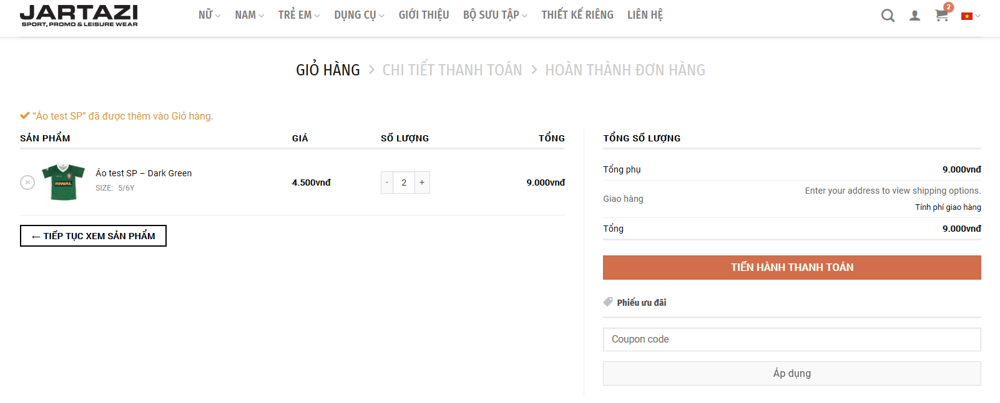 JARTAZI
SPORT, PROMO & LEISURE WEAR
NỮ NAM TRẺ EM DỤNG CỤ GIỚI THIỆU BỘ SƯU TẬP THIẾT KẾ RIÊNG LIÊN HỆ
2
GIỎ HÀNG > CHI TIẾT THANH TOÁN > HOÀN THÀNH ĐƠN HÀNG
“Áo test SP” đã được thêm vào Giỏ hàng.
SẢN PHẨM GIÁ SỐ LƯỢNG TỔNG
Áo test SP – Dark Green
SIZE: 5/6Y
RIWAL
4.500vnđ - 2 + 9.000vnđ
← TIẾP TỤC XEM SẢN PHẨM
TỔNG SỐ LƯỢNG
Tổng phụ 9.000vnđ
Giao hàng Enter your address to view shipping options.
Tính phí giao hàng
Tổng 9.000vnđ
TIẾN HÀNH THANH TOÁN
Phiếu ưu đãi
Coupon code
Áp dụng